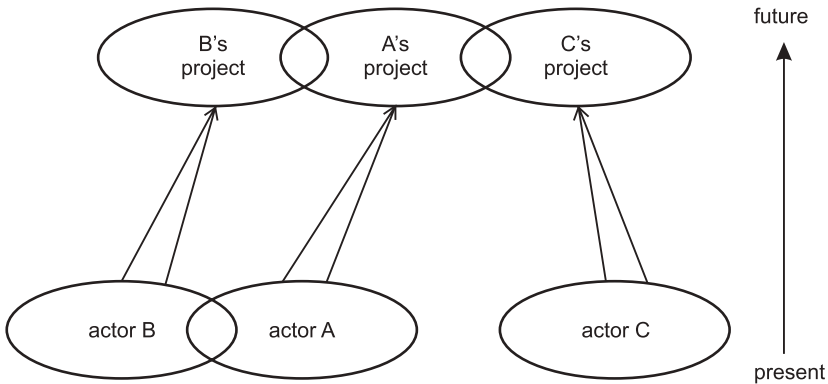 future
B’s
project
A’s
project
C’s
project
actor B
actor A
actor C
present